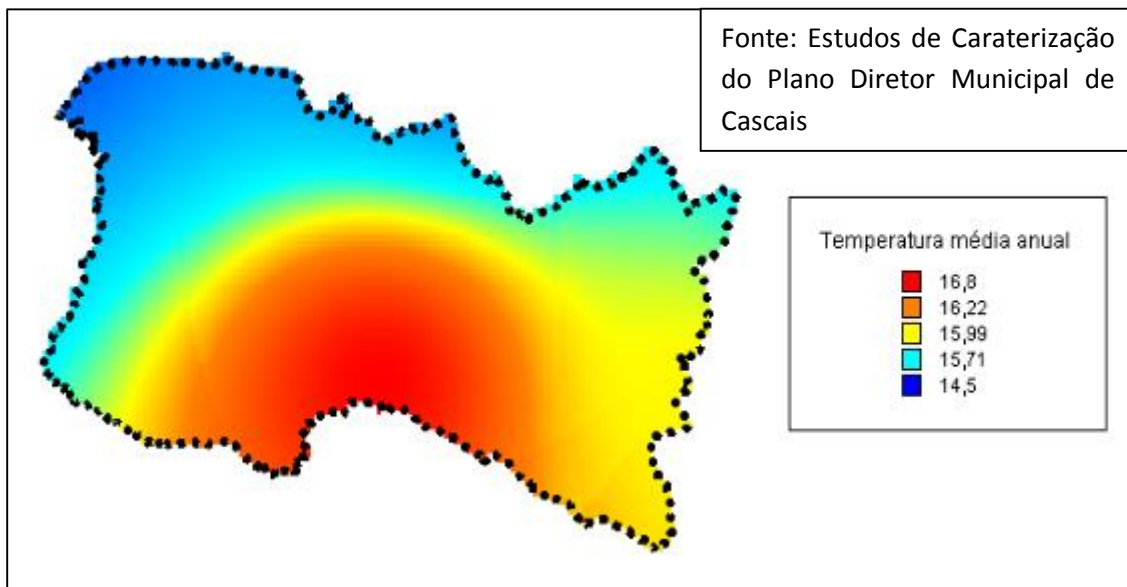 Fonte: Estudos de Caraterização
do Plano Diretor Municipal de
Cascais
Temperatura média anual
16,8
16,22
15,99
15,71
14,5